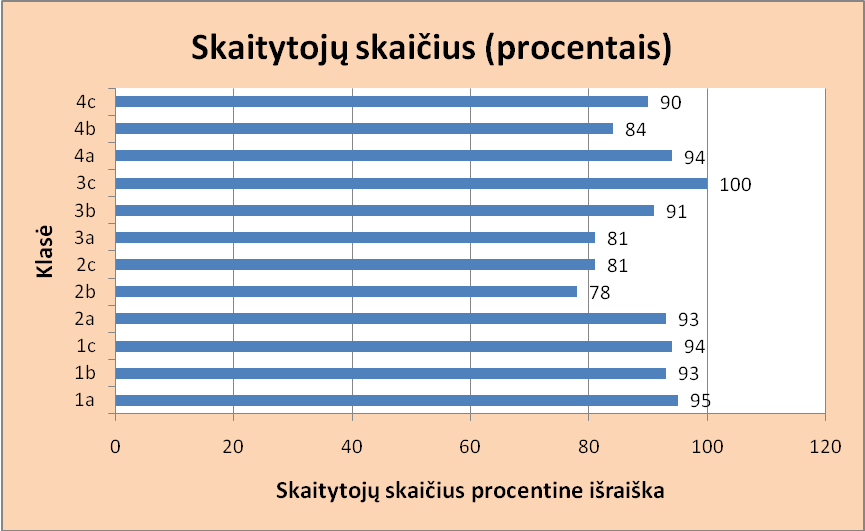 Skaitytojų skaičius (procentais)
4c 90
4b 84
4a 94
3c 100
3b 91
3a 81
2c 81
2b 78
2a 93
1c 94
1b 93
1a 95
Klasė
0 20 40 60 80 100 120
Skaitytojų skaičius procentine išraiška